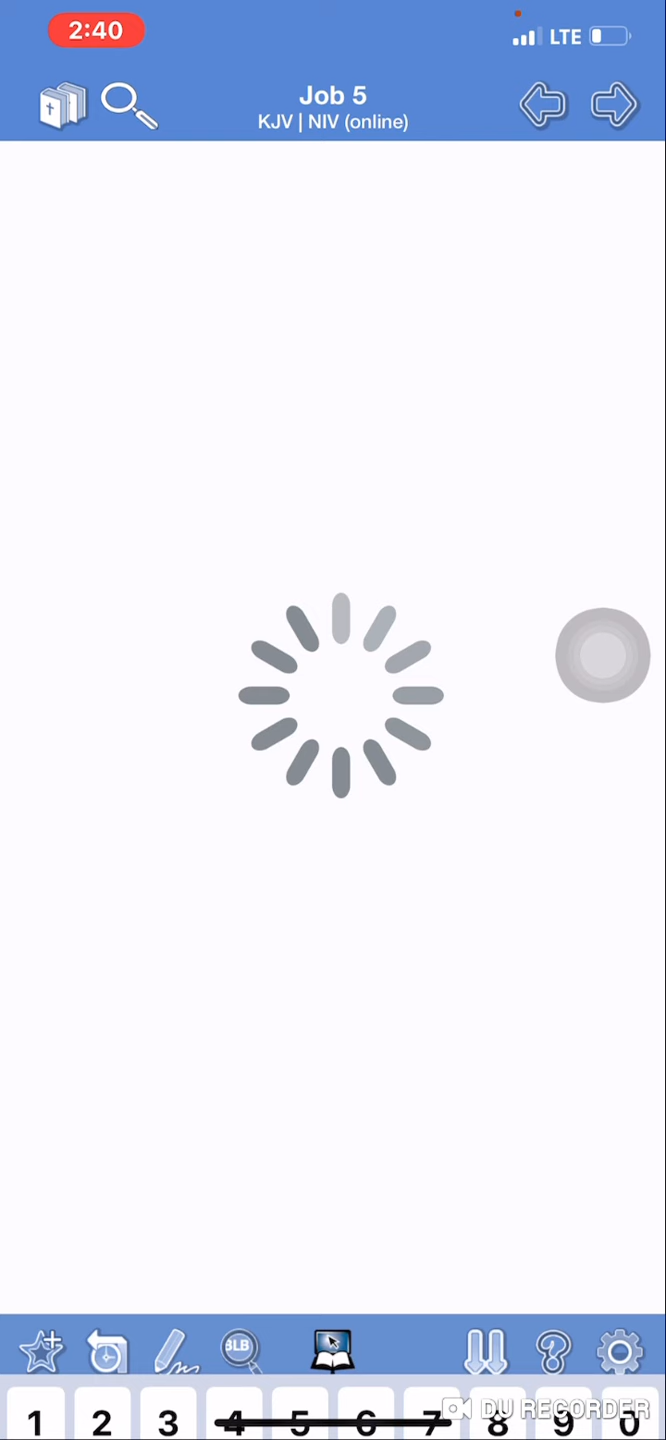 2:40
LTE
Job 5
KJV | NIV (online)
BLB
1 2 3 4 5 6 7 8 9 0
DU RECORDER